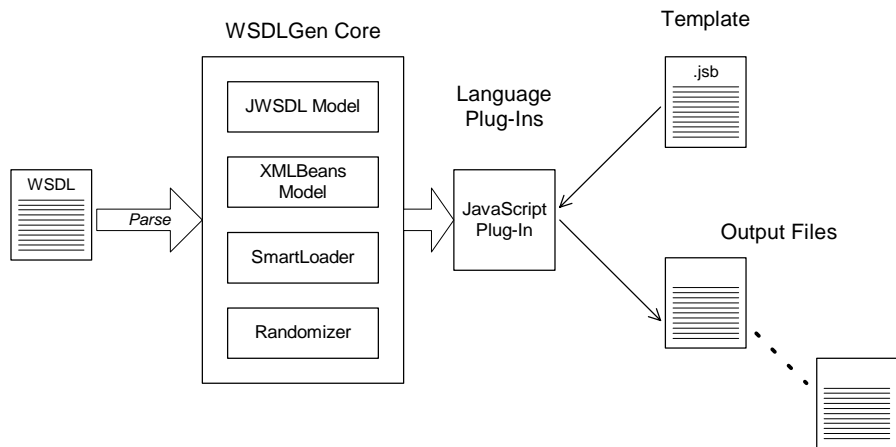 WSDLGen Core
Template
.jsb
JWSDL Model
Language
Plug-Ins
WSDL
XMLBeans
Model
Parse
JavaScript
Plug-In
SmartLoader
Output Files
Randomizer